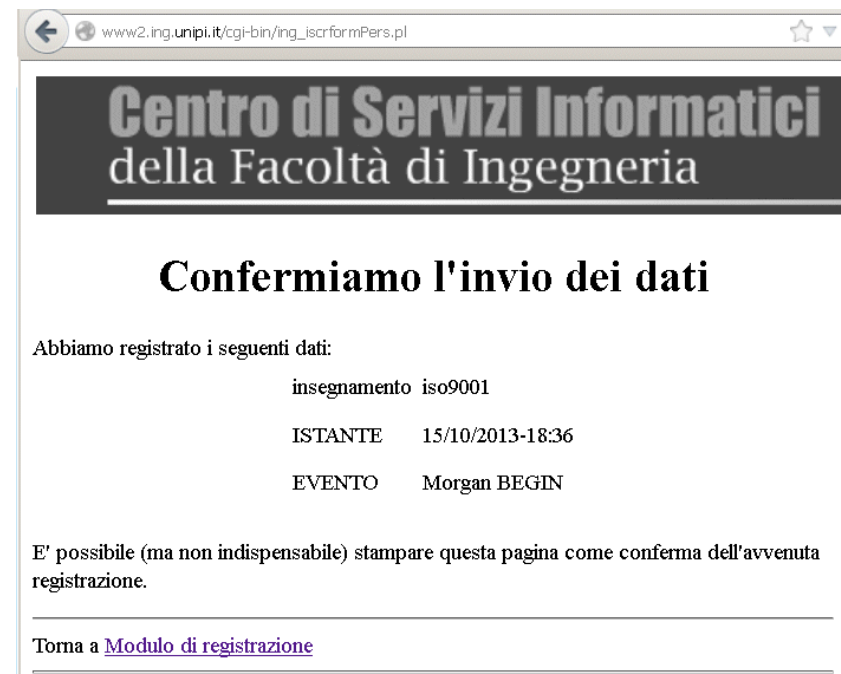 www2.ing.unipi.it/cgi-bin/ing_iscrformPers.pl
Centro di Servizi Informatici
della Facoltà di Ingegneria
Confermiamo l'invio dei dati
Abbiamo registrato i seguenti dati:
insegnamento iso9001
ISTANTE 15/10/2013-18:36
EVENTO Morgan BEGIN
E' possibile (ma non indispensabile) stampare questa pagina come conferma dell'avvenuta
registrazione.
Torna a Modulo di registrazione